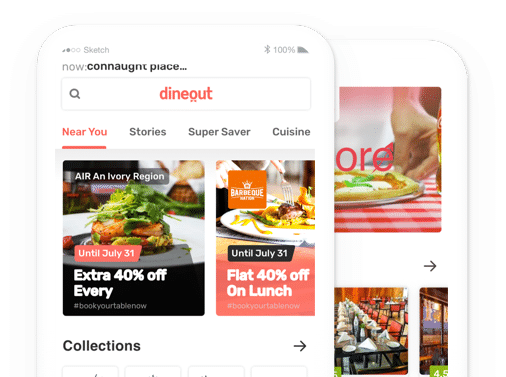 Sketch
100%
now:connaught place...
dineout
Near You
Stories
Super Saver
Cuisine
AIR An Ivory Region
Until July 31
Extra 40% off
Every
#bookyourtablenow
BARBEQUE
NATION
Until July 31
Flat 40% off
On Lunch
#bookyourtablenow
ore
Collections
4.5